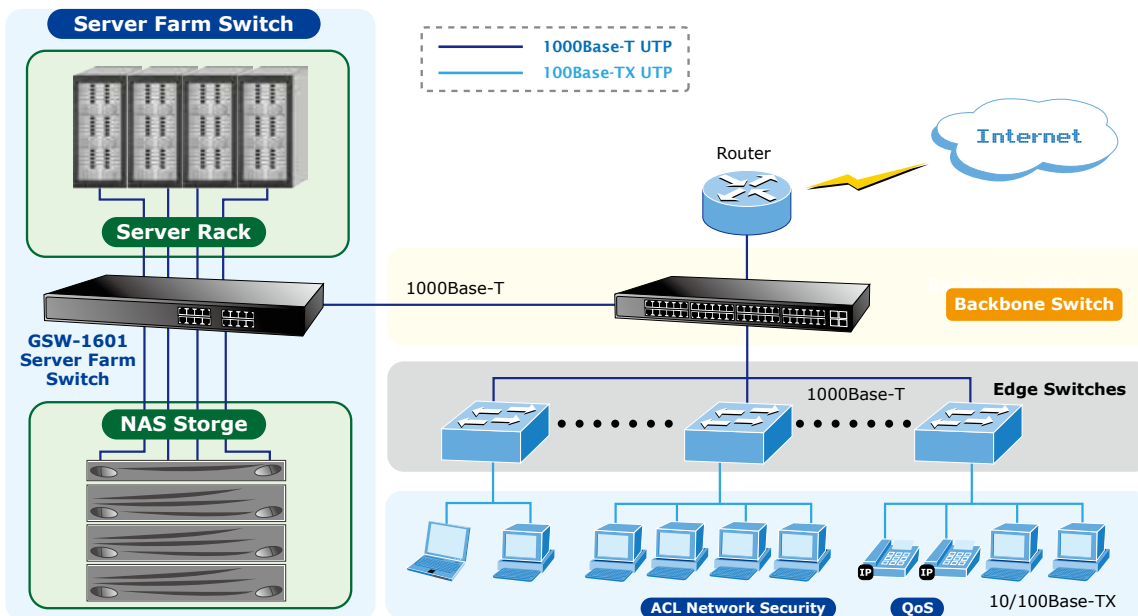 Server Farm Switch
1000Base-T UTP
100Base-TX UTP
Internet
Router
Server Rack
1000Base-T
Backbone Switch
GSW-1601
Server Farm
Switch
Edge Switches
1000Base-T
NAS Storge
IP
IP
10/100Base-TX
ACL Network Security
QoS